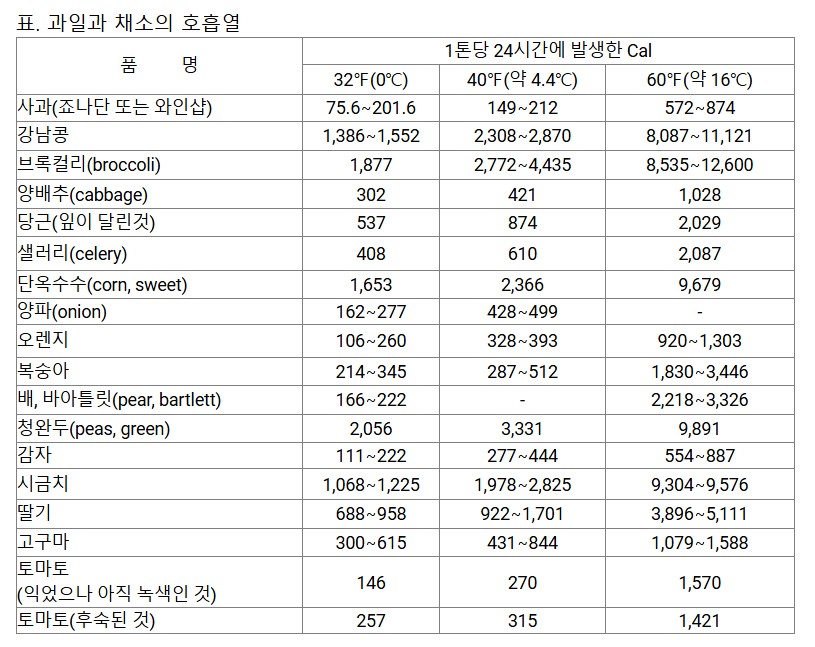 표. 과일과 채소의 호흡열
품 명
1톤당 24시간에 발생한 Cal
32℉(0℃) 40℉(약 4.4℃) 60℉(약 16℃)
사과(죠나단 또는 와인샵) 75.6~201.6 149~212 572~874
강남콩 1,386~1,552 2,308~2,870 8,087~11,121
브록컬리(broccoli) 1,877 2,772~4,435 8,535~12,600
양배추(cabbage) 302 421 1,028
당근(잎이 달린것) 537 874 2,029
샐러리(celery) 408 610 2,087
단옥수수(corn, sweet) 1,653 2,366 9,679
양파(onion) 162~277 428~499 -
오렌지 106~260 328~393 920~1,303
복숭아 214~345 287~512 1,830~3,446
배, 바아틀릿(pear, bartlett) 166~222 - 2,218~3,326
청완두(peas, green) 2,056 3,331 9,891
감자 111~222 277~444 554~887
시금치 1,068~1,225 1,978~2,825 9,304~9,576
딸기 688~958 922~1,701 3,896~5,111
고구마 300~615 431~844 1,079~1,588
토마토
(익었으나 아직 녹색인 것) 146 270 1,570
토마토(후숙된 것) 257 315 1,421